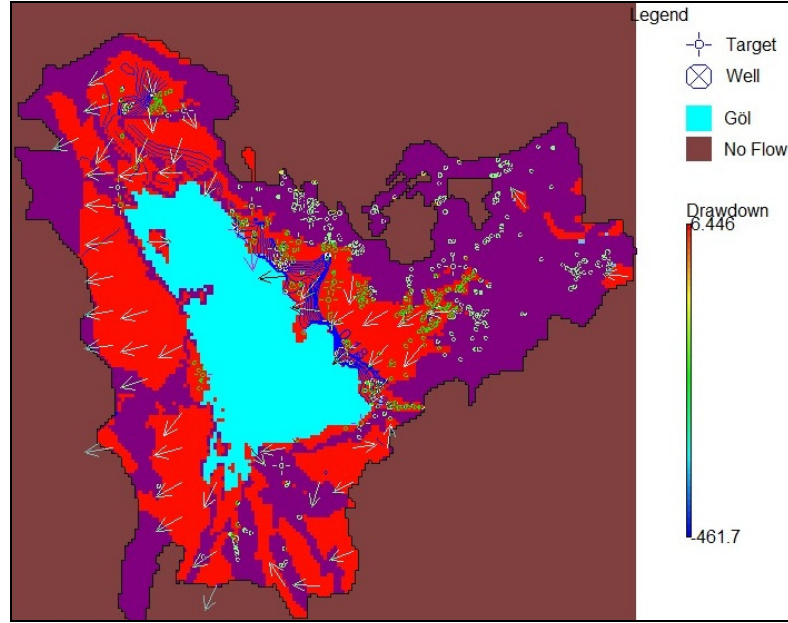 Legend
Target
Well
Göl
No Flow
Drawdown
6.446
-461.7